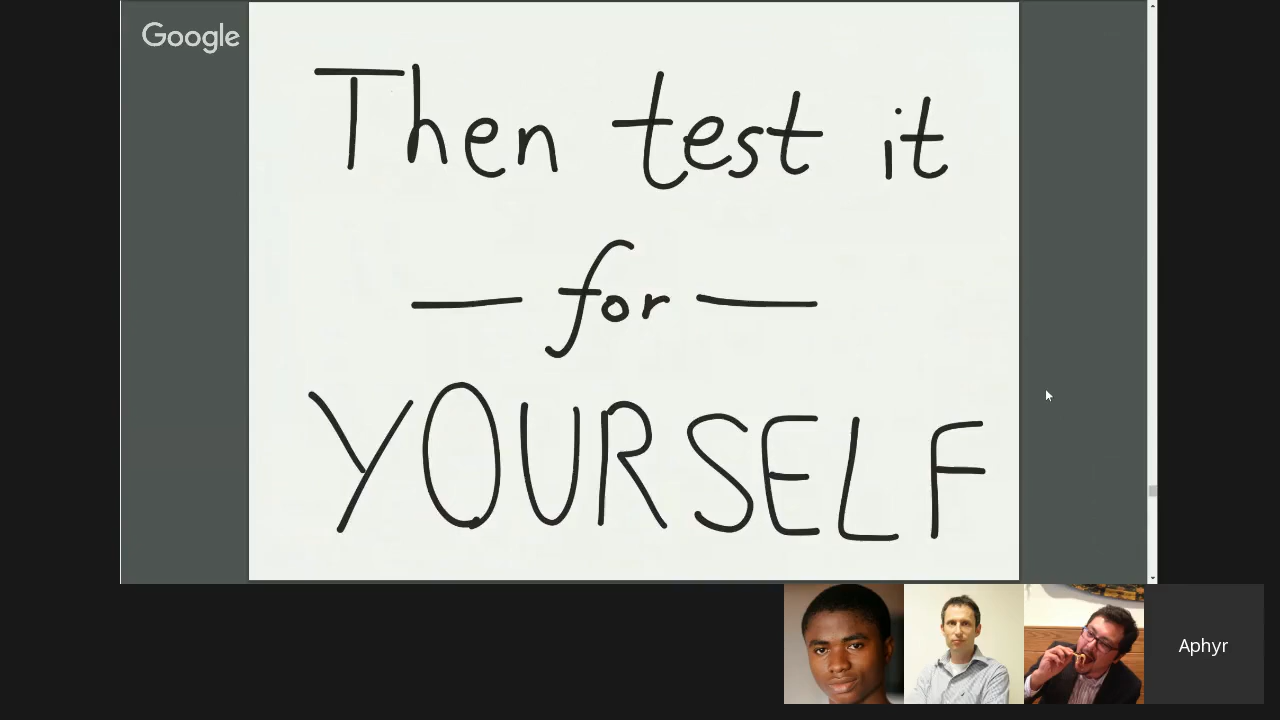 Google
Then test it
— for —
YOURSELF
Aphyr